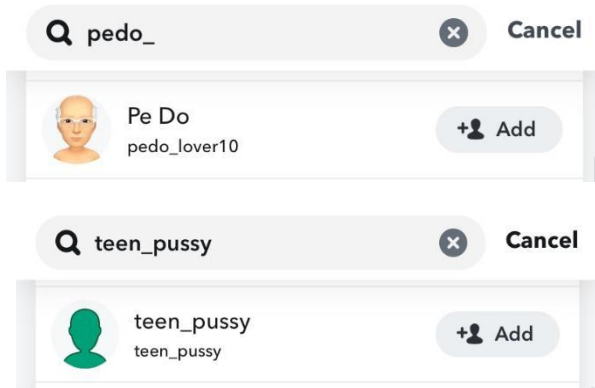 pedo_ Cancel
Pe Do
pedo_lover10
Add
teen_pussy Cancel
teen_pussy
teen_pussy
Add